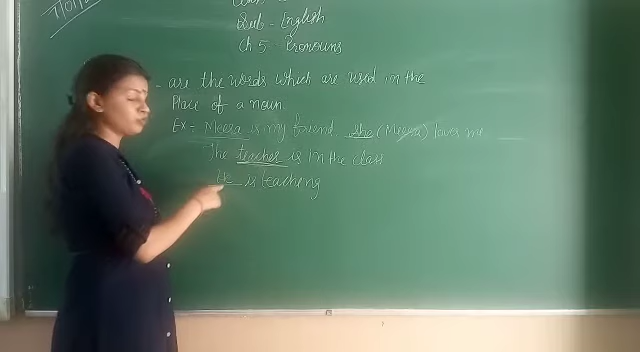 Sub - English
Ch 5 - Pronouns
- are the words which are used in the
Place of a noun.
Ex - Meera is my friend. She (Meera) loves me
The teacher is in the class
He is teaching